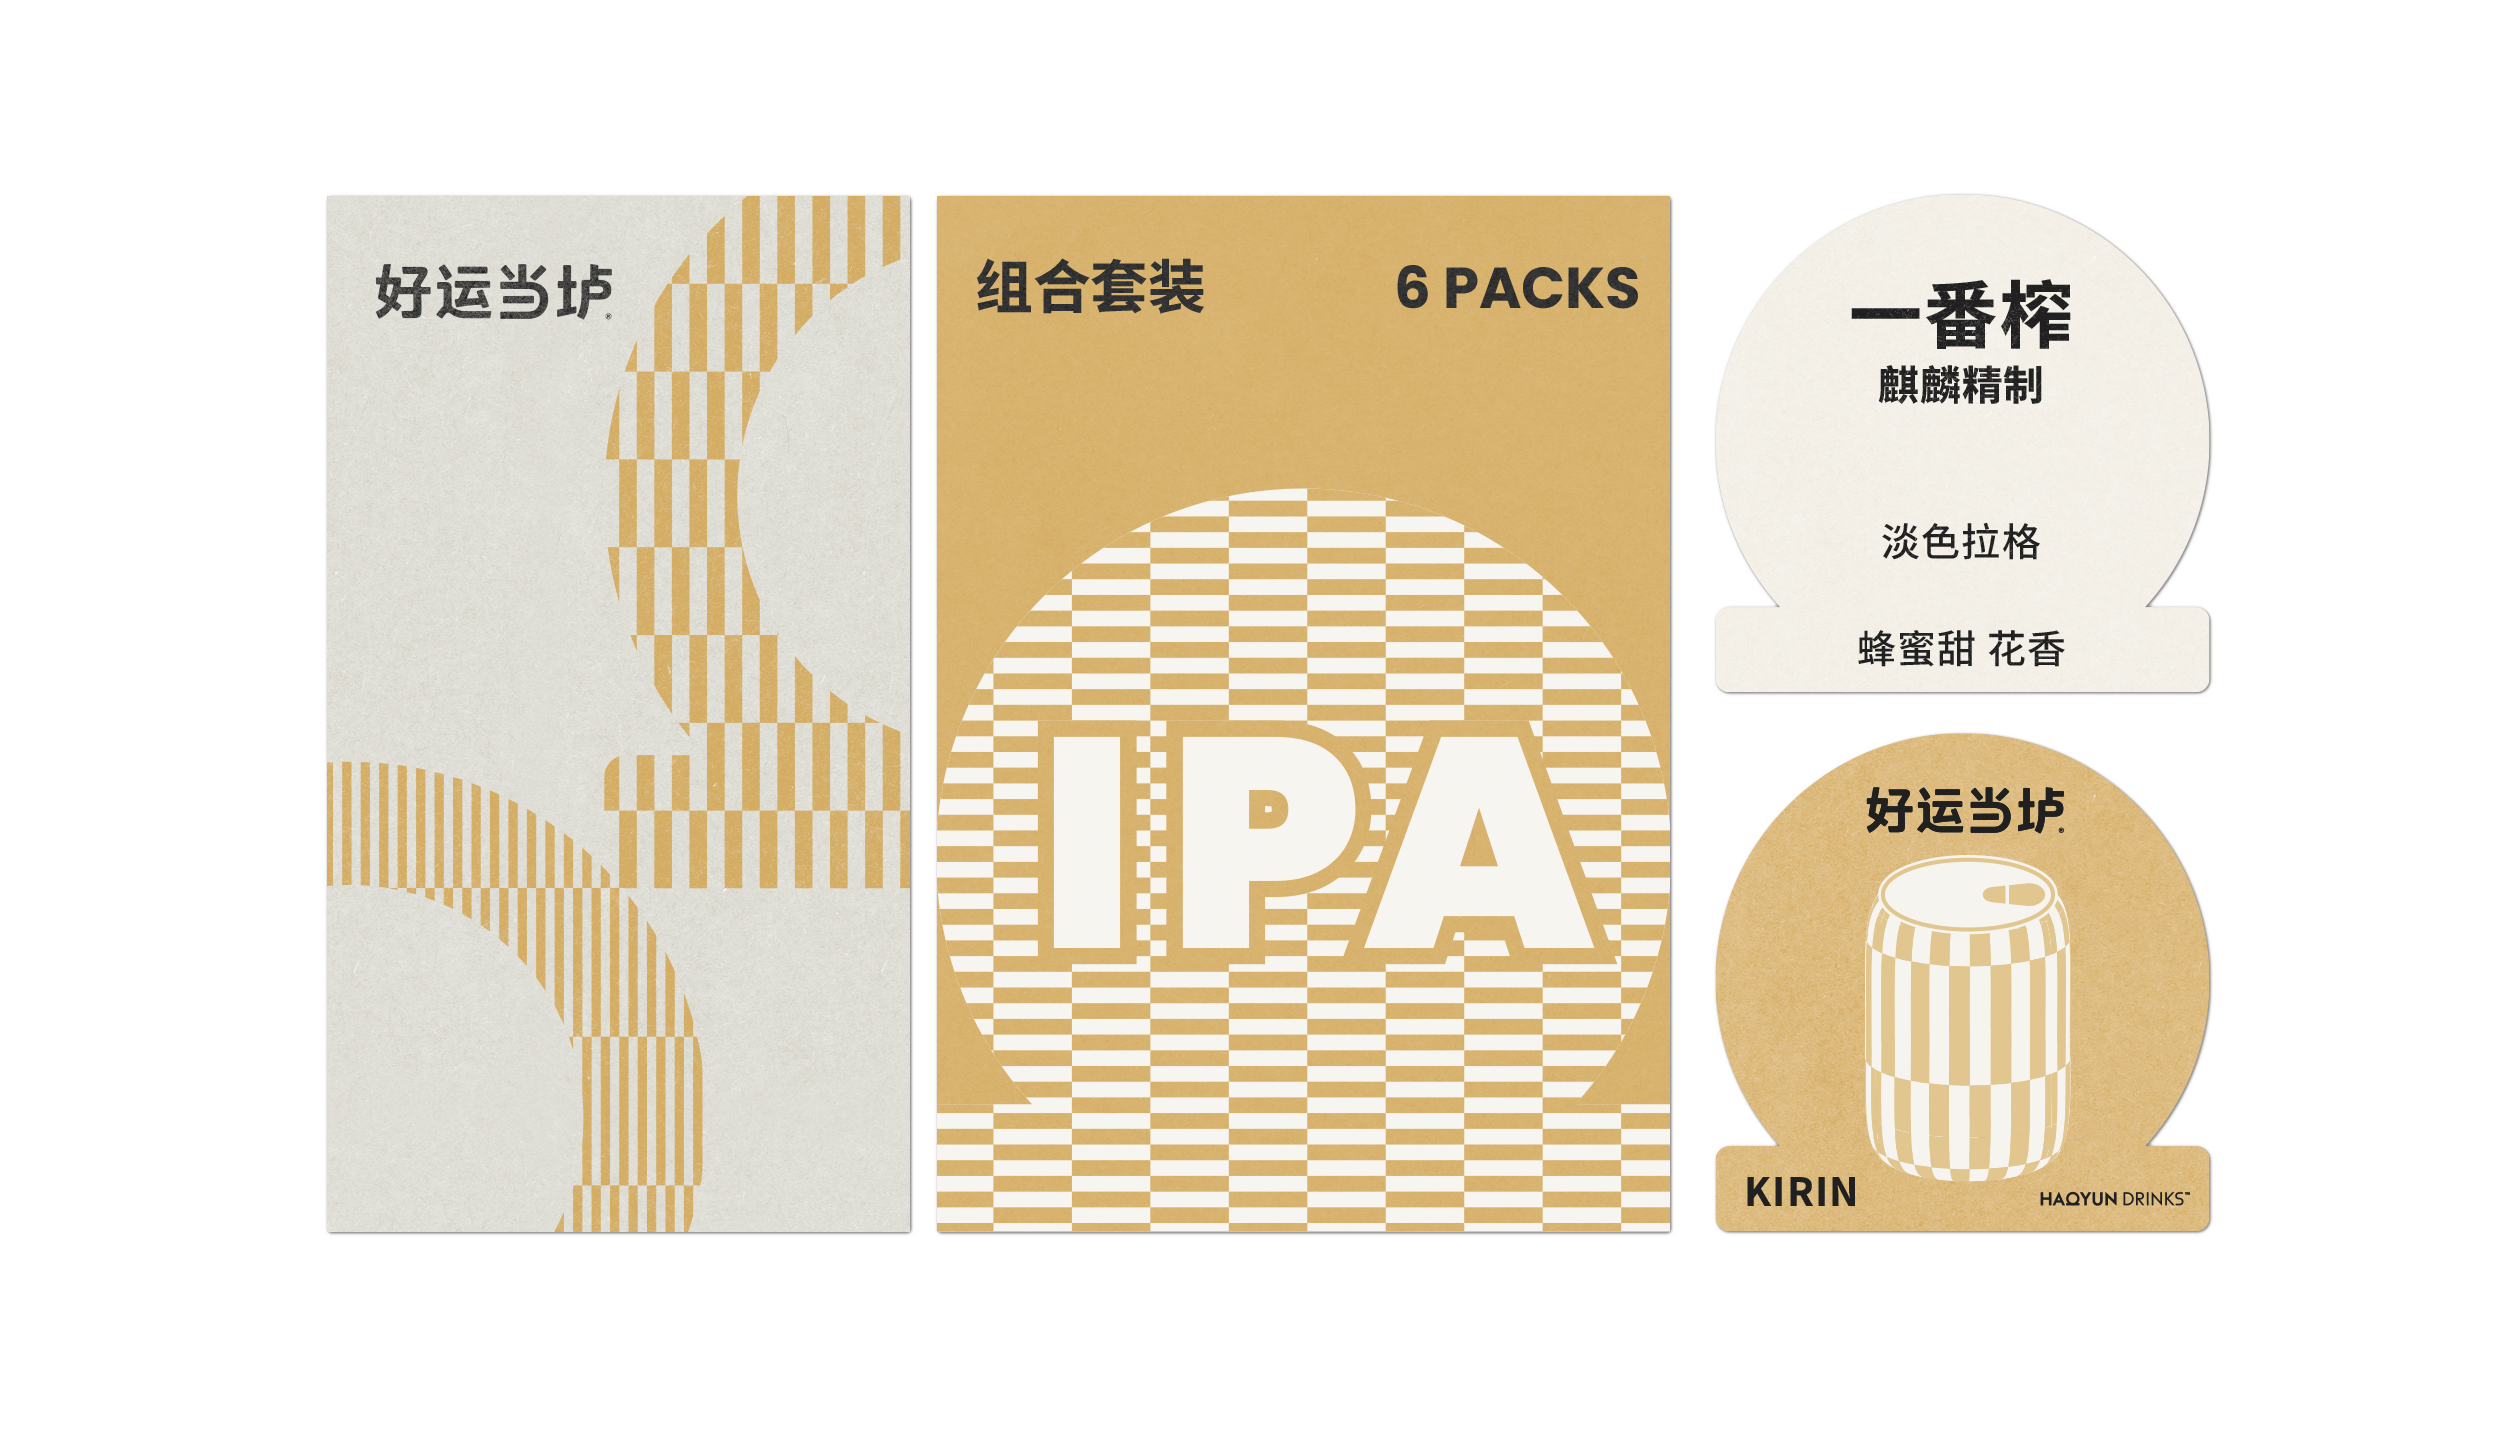 好运当垆®
组合套装
6 PACKS
IPA
一番榨
麒麟精制
淡色拉格
蜂蜜甜 花香
好运当垆®
KIRIN
HAOYUN DRINKS™